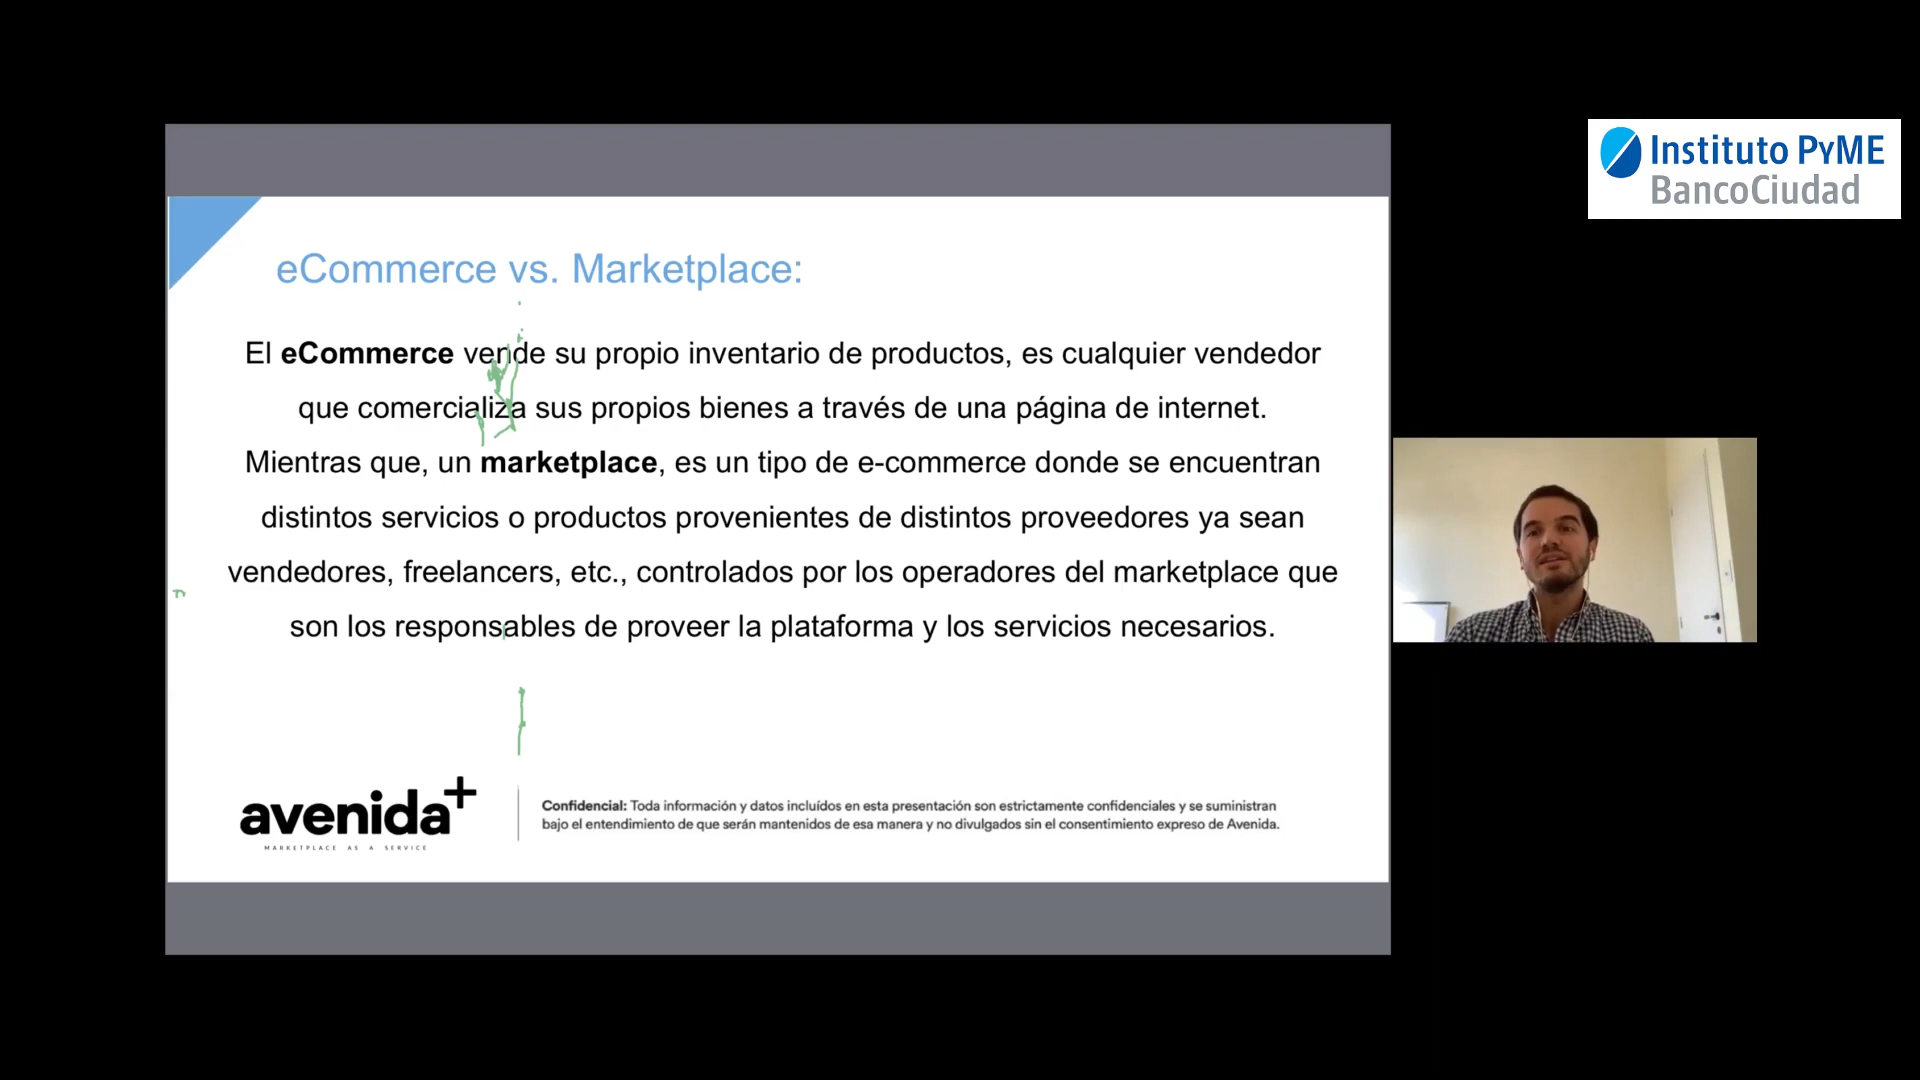 Instituto PyME
BancoCiudad
eCommerce vs. Marketplace:
El eCommerce vende su propio inventario de productos, es cualquier vendedor
que comercializa sus propios bienes a través de una página de internet.
Mientras que, un marketplace, es un tipo de e-commerce donde se encuentran
distintos servicios o productos provenientes de distintos proveedores ya sean
vendedores, freelancers, etc., controlados por los operadores del marketplace que
son los responsables de proveer la plataforma y los servicios necesarios.
avenida+
MARKETPLACE AS A SERVICE
Confidencial: Toda información y datos incluídos en esta presentación son estrictamente confidenciales y se suministran
bajo el entendimiento de que serán mantenidos de esa manera y no divulgados sin el consentimiento expreso de Avenida.